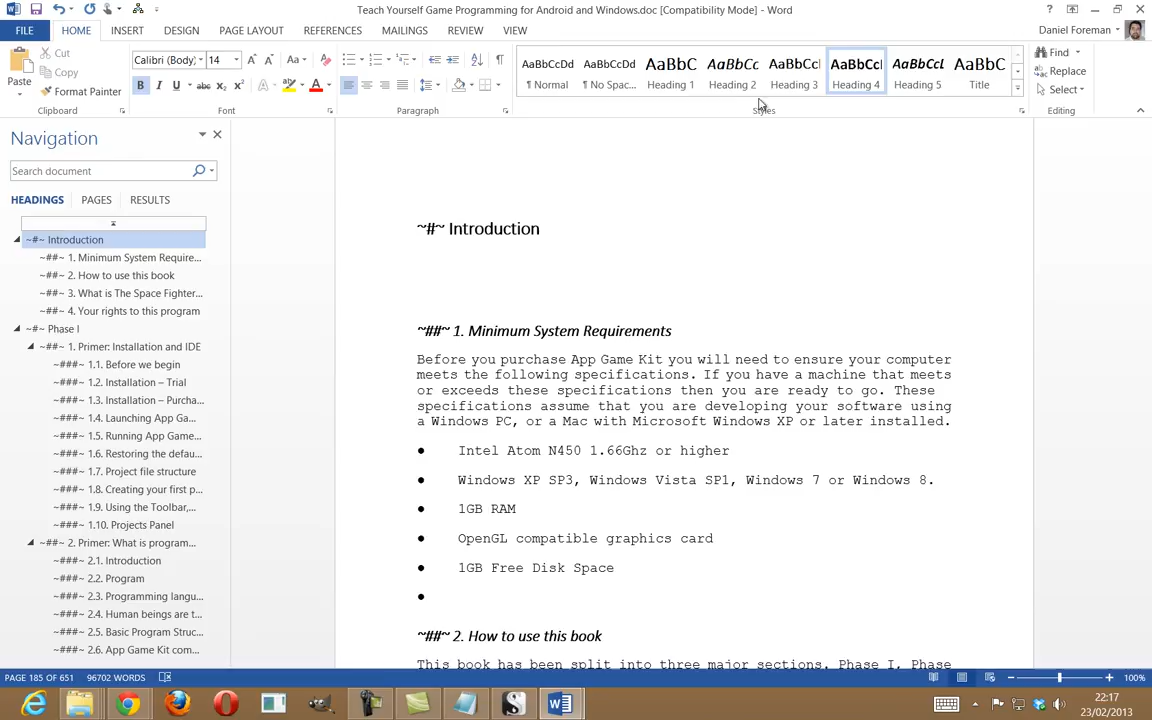 Teach Yourself Game Programming for Android and Windows.doc [Compatibility Mode] - Word
FILE HOME INSERT DESIGN PAGE LAYOUT REFERENCES MAILINGS REVIEW VIEW Daniel Foreman
Paste Cut Copy Format Painter
Calibri (Body) 14 Aa
B I U abc x₂ x² A A
AaBbCcDd AaBbCcDd AaBbC AaBbCc AaBbCcI AaBbCcI AaBbCcL AaBbC
¶ Normal ¶ No Spac... Heading 1 Heading 2 Heading 3 Heading 4 Heading 5 Title
Find Replace Select
Clipboard Font Paragraph Styles Editing
Navigation
Search document
HEADINGS PAGES RESULTS
~#~ Introduction
~##~ 1. Minimum System Require...
~##~ 2. How to use this book
~##~ 3. What is The Space Fighter...
~##~ 4. Your rights to this program
~#~ Phase I
~##~ 1. Primer: Installation and IDE
~###~ 1.1. Before we begin
~###~ 1.2. Installation – Trial
~###~ 1.3. Installation – Purcha...
~###~ 1.4. Launching App Ga...
~###~ 1.5. Running App Game...
~###~ 1.6. Restoring the defau...
~###~ 1.7. Project file structure
~###~ 1.8. Creating your first p...
~###~ 1.9. Using the Toolbar,...
~###~ 1.10. Projects Panel
~##~ 2. Primer: What is program...
~###~ 2.1. Introduction
~###~ 2.2. Program
~###~ 2.3. Programming langu...
~###~ 2.4. Human beings are t...
~###~ 2.5. Basic Program Struc...
~###~ 2.6. App Game Kit com...
~#~ Introduction
~##~ 1. Minimum System Requirements
Before you purchase App Game Kit you will need to ensure your computer
meets the following specifications. If you have a machine that meets
or exceeds these specifications then you are ready to go. These
specifications assume that you are developing your software using
a Windows PC, or a Mac with Microsoft Windows XP or later installed.
● Intel Atom N450 1.66Ghz or higher
● Windows XP SP3, Windows Vista SP1, Windows 7 or Windows 8.
● 1GB RAM
● OpenGL compatible graphics card
● 1GB Free Disk Space
●
~##~ 2. How to use this book
This book has been split into three major sections. Phase I, Phase
PAGE 185 OF 651 96702 WORDS 100%
22:17
23/02/2013